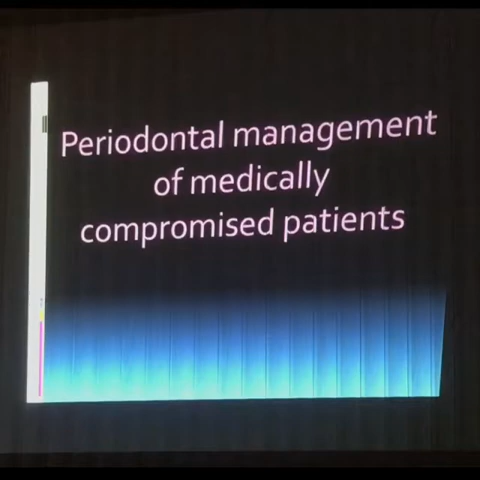 Periodontal management
of medically
compromised patients